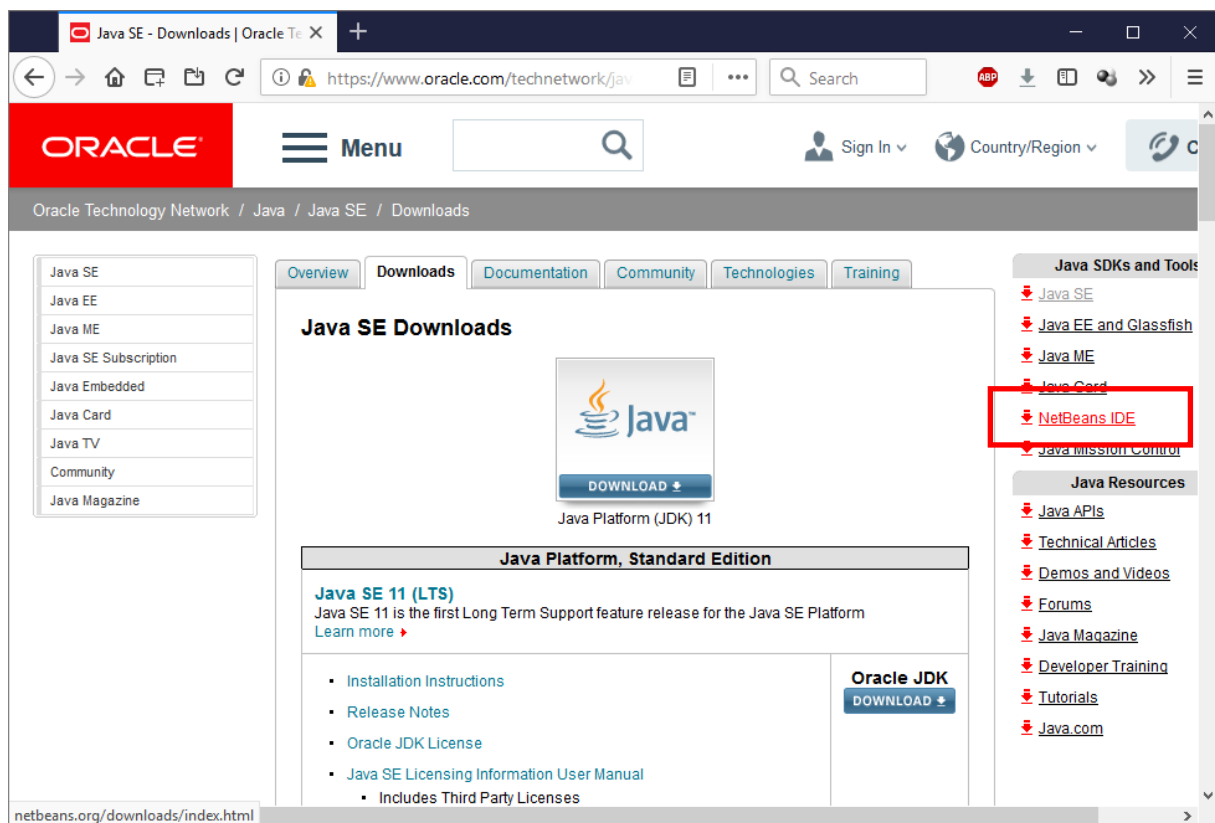 Java SE - Downloads | Oracle Te
https://www.oracle.com/technetwork/jav
Search
ABP
ORACLE
Menu
Sign In
Country/Region
C
Oracle Technology Network / Java / Java SE / Downloads
Java SE
Java EE
Java ME
Java SE Subscription
Java Embedded
Java Card
Java TV
Community
Java Magazine
Overview
Downloads
Documentation
Community
Technologies
Training
Java SE Downloads
Java™
DOWNLOAD
Java Platform (JDK) 11
Java Platform, Standard Edition
Java SE 11 (LTS)
Java SE 11 is the first Long Term Support feature release for the Java SE Platform
Learn more
Installation Instructions
Release Notes
Oracle JDK License
Java SE Licensing Information User Manual
Includes Third Party Licenses
Oracle JDK
DOWNLOAD
Java SDKs and Tools
Java SE
Java EE and Glassfish
Java ME
Java Card
NetBeans IDE
Java Mission Control
Java Resources
Java APIs
Technical Articles
Demos and Videos
Forums
Java Magazine
Developer Training
Tutorials
Java.com
netbeans.org/downloads/index.html